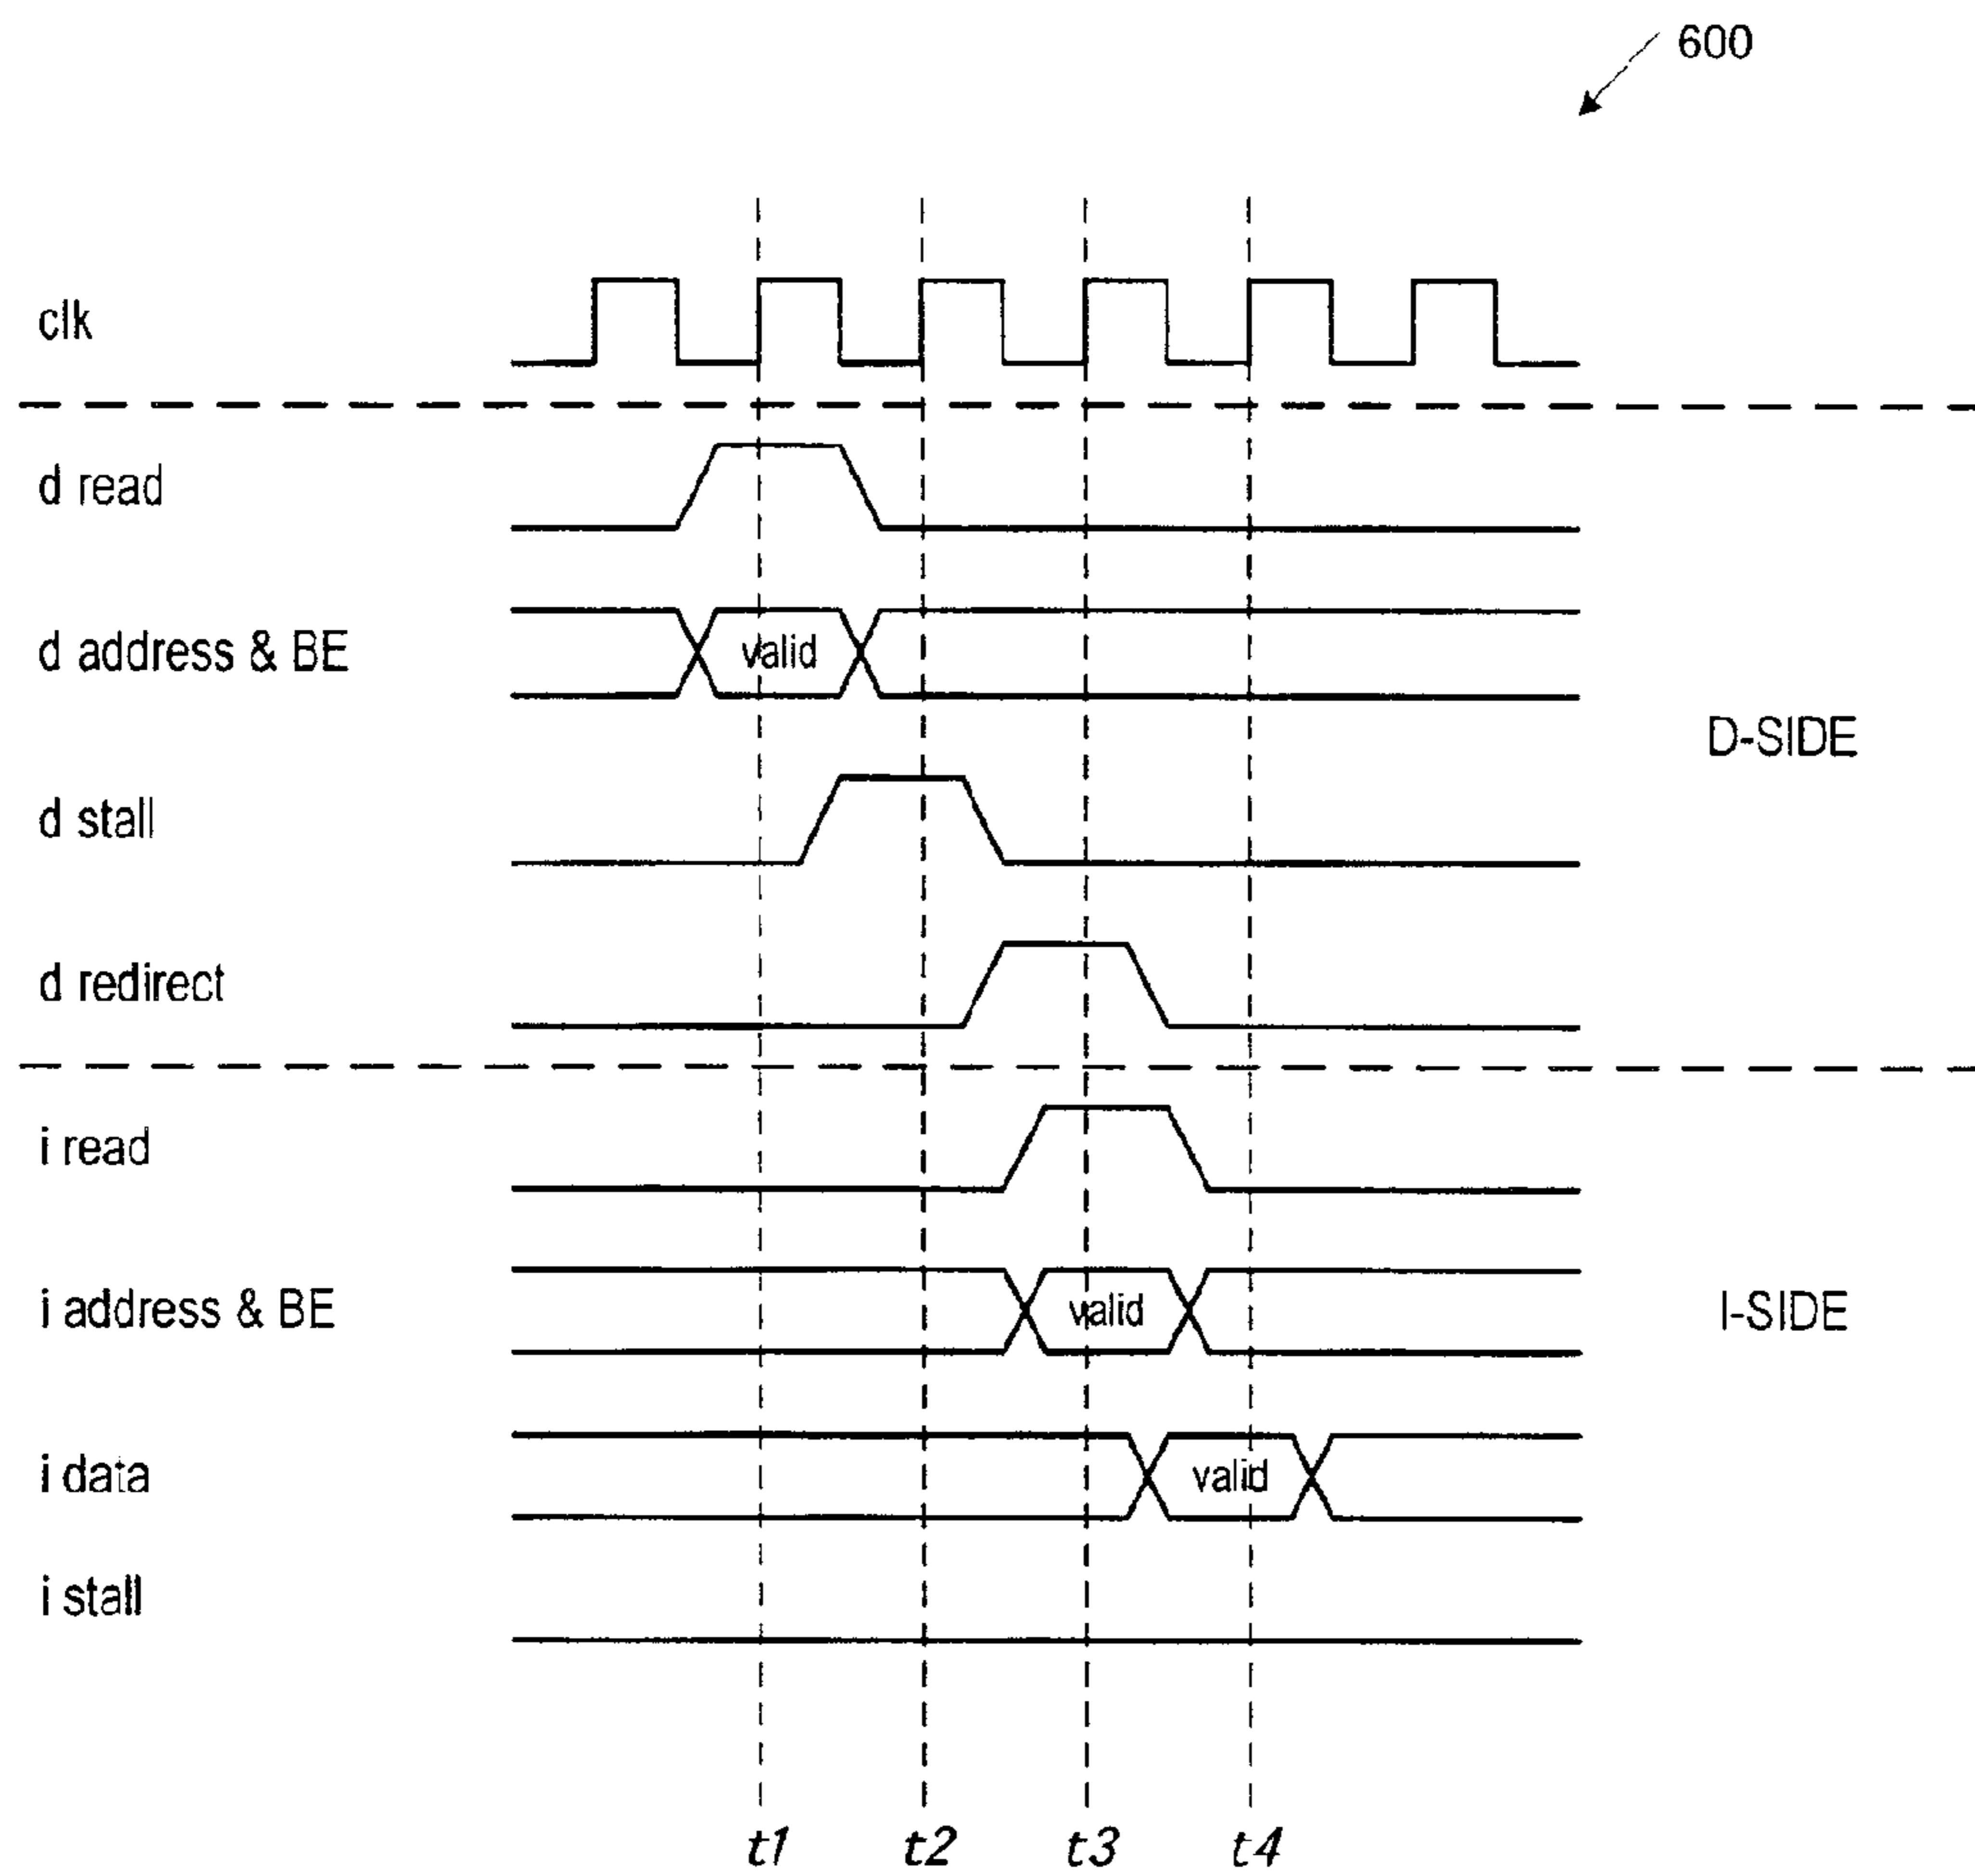 600
clk
d read
d address & BE
valid
D-SIDE
d stall
d redirect
i read
i address & BE
valid
I-SIDE
i data
valid
i stall
t1 t2 t3 t4